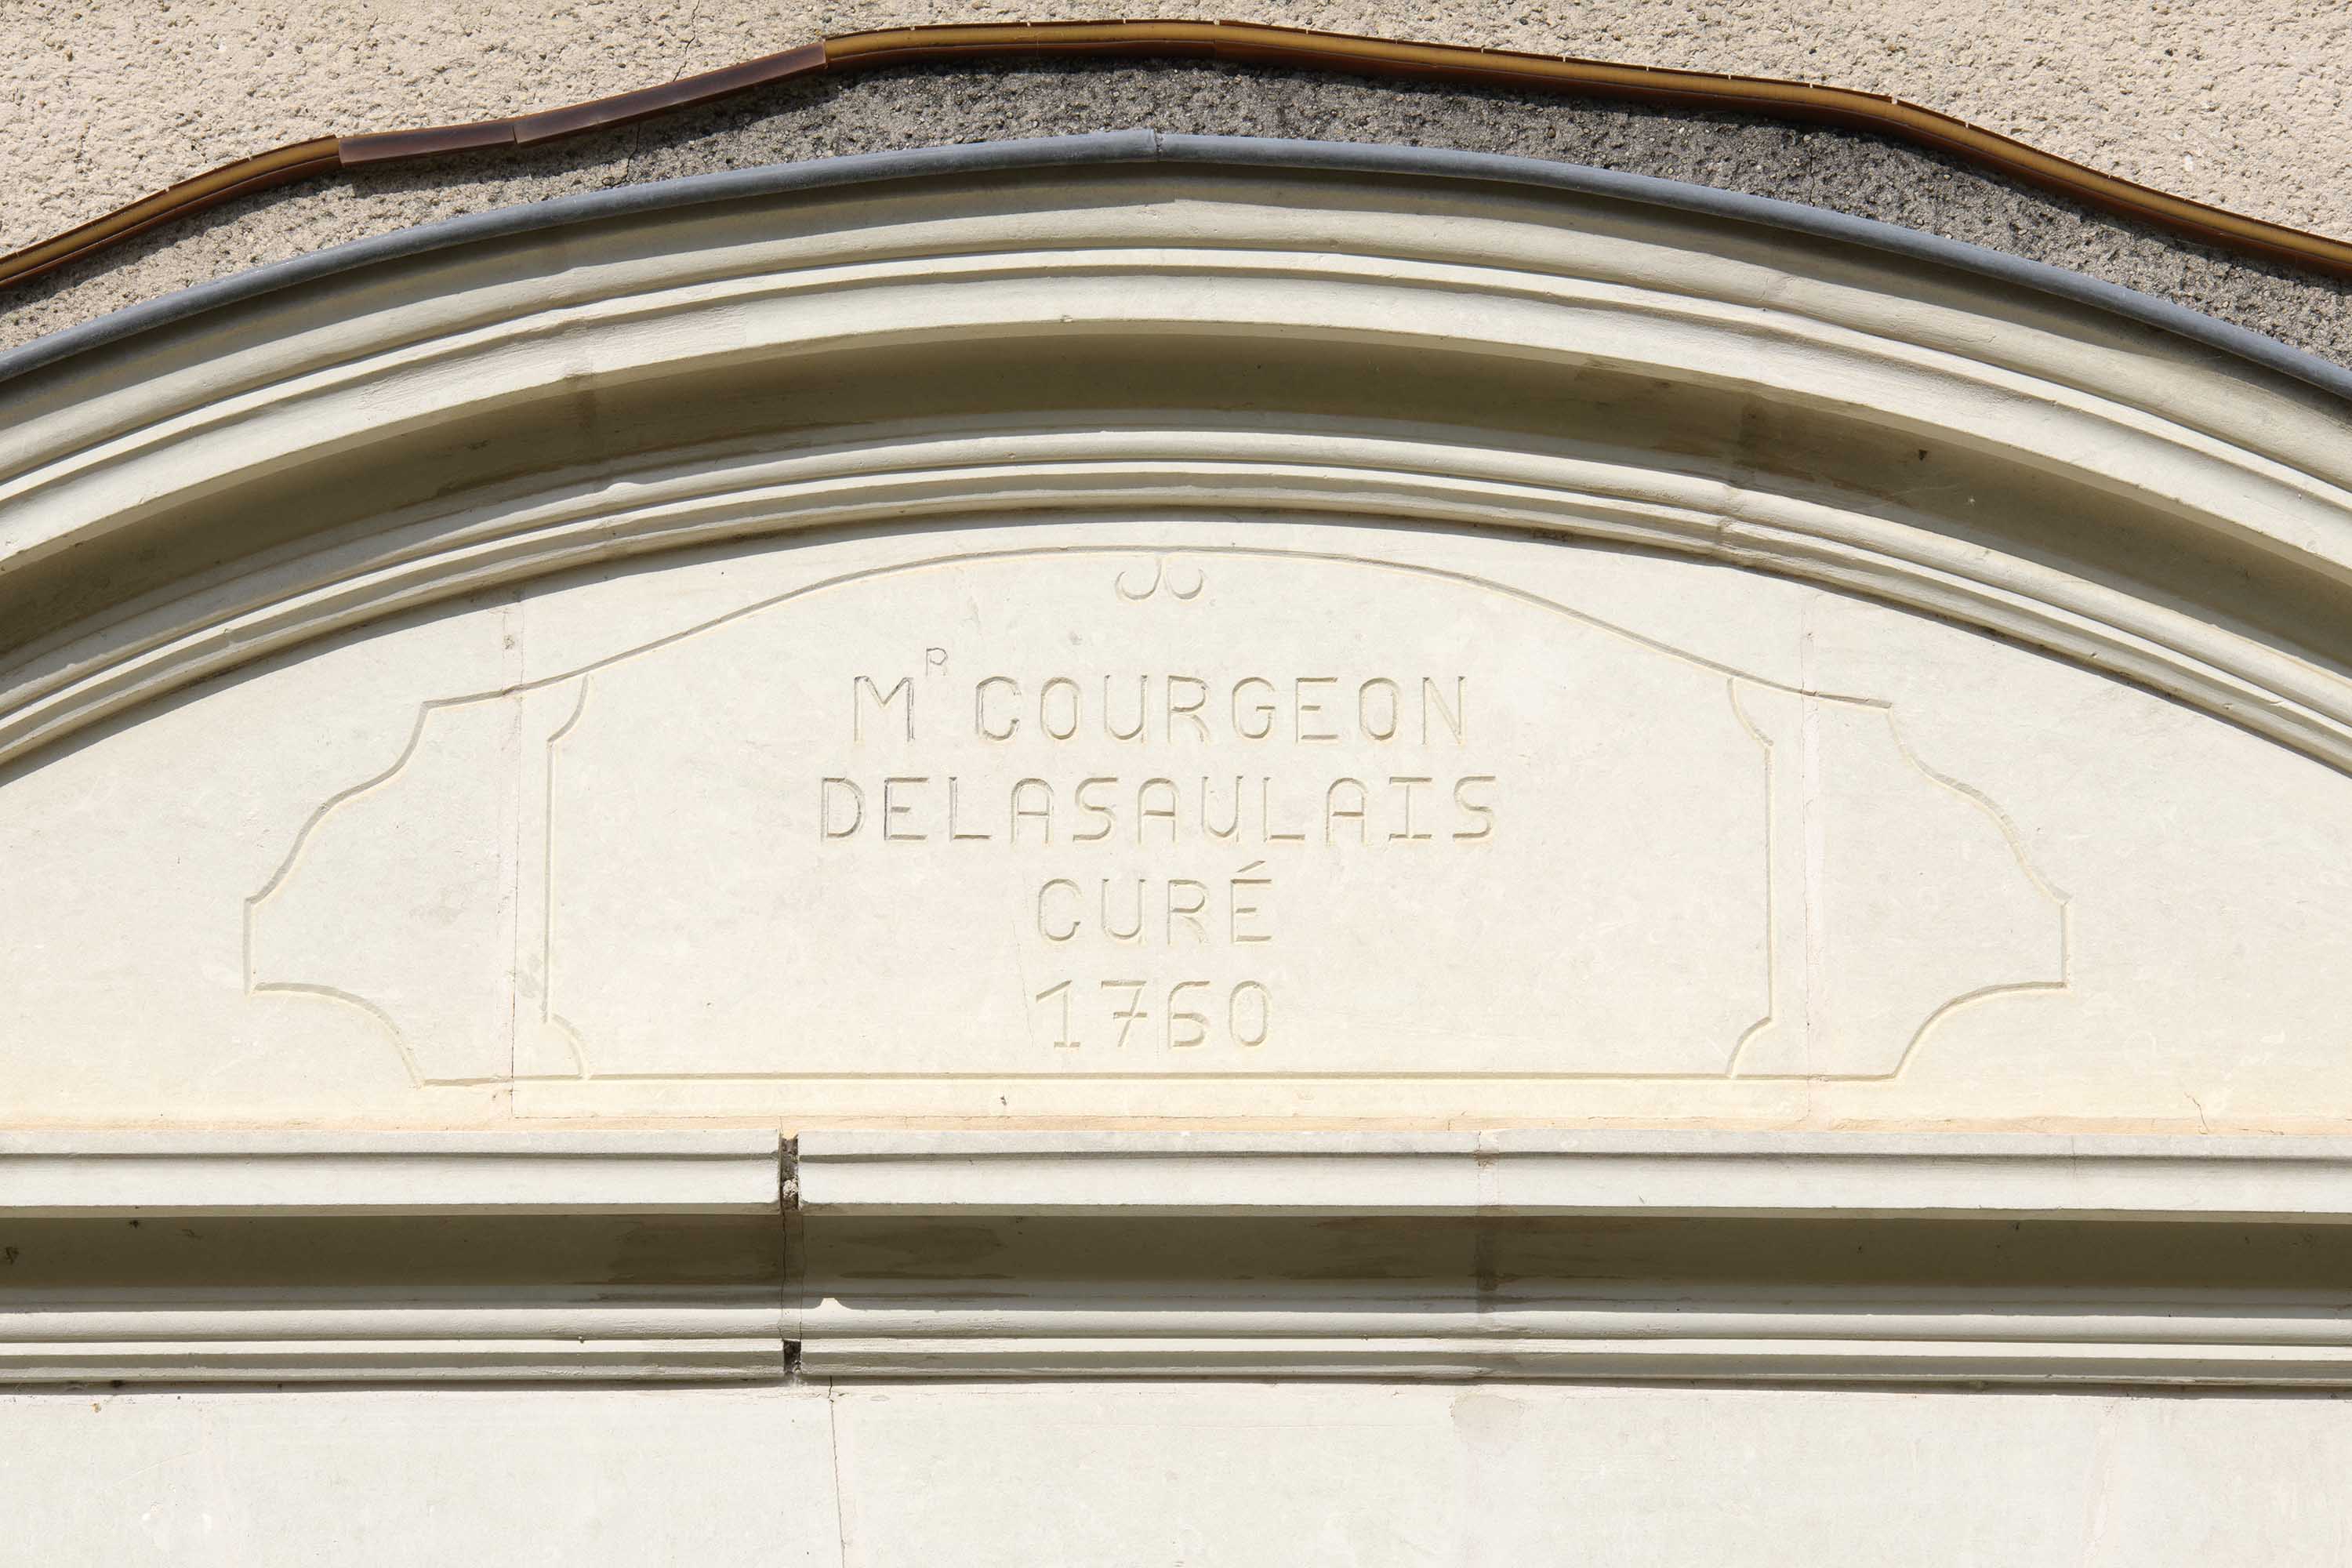 MR COURGEON
DELASAULAIS
CURÉ
1760